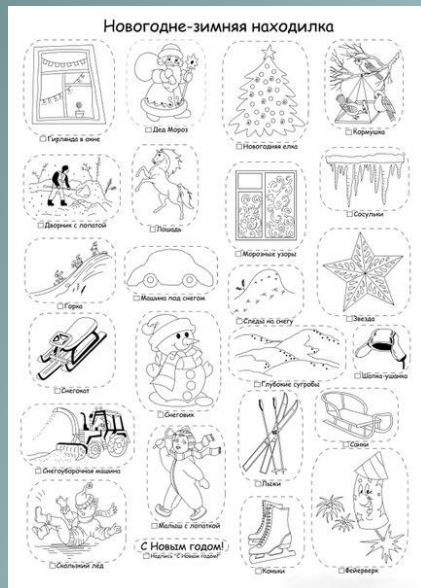 Новогодне-зимняя находилка
Гирлянда в окне
Дед Мороз
Новогодняя елка
Кормушка
Дворник с лопатой
Лошадь
Морозные узоры
Сосульки
Горка
Машина под снегом
Следы на снегу
Звезда
Снегокат
Снеговик
Глубокие сугробы
Шапка-ушанка
Снегоуборочная машина
Малыш с лопаткой
Лыжи
Санки
Скользкий лёд
С Новым годом!
Надпись "С Новым годом!"
Коньки
Фейерверк